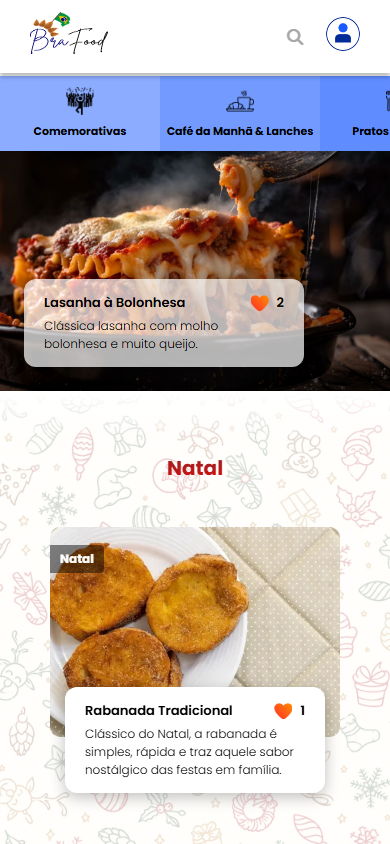 Bra Food
Comemorativas
Café da Manhã & Lanches
Pratos
Lasanha à Bolonhesa
2
Clássica lasanha com molho
bolonhesa e muito queijo.
Natal
Natal
Rabanada Tradicional
1
Clássico do Natal, a rabanada é
simples, rápida e traz aquele sabor
nostálgico das festas em família.